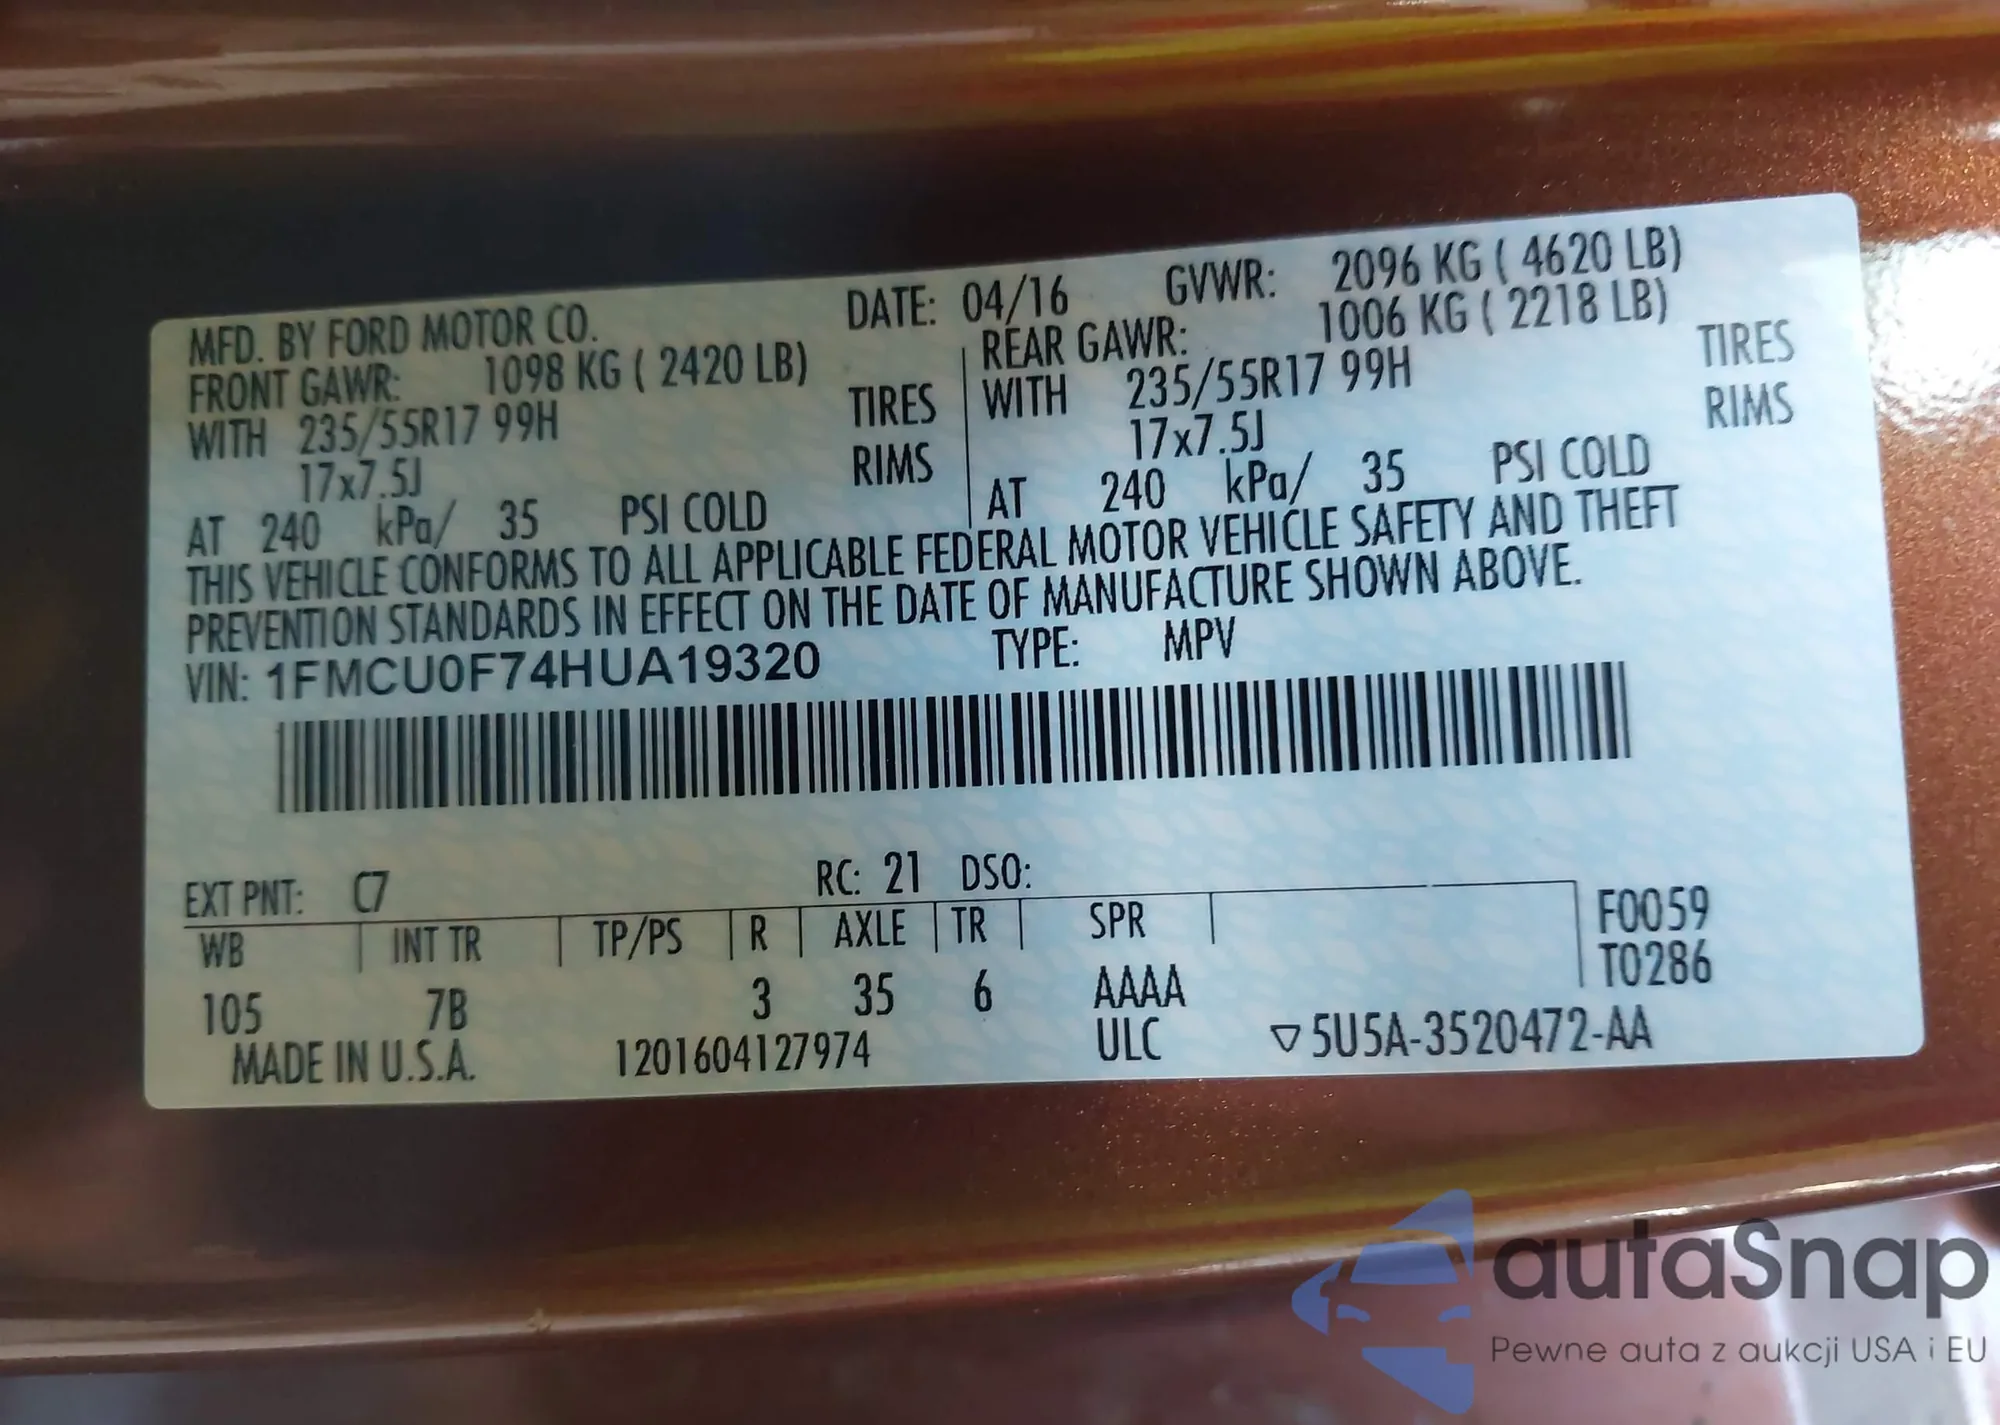 MFD. BY FORD MOTOR CO. DATE: 04/16 GVWR: 2096 KG ( 4620 LB)
FRONT GAWR: 1098 KG ( 2420 LB) REAR GAWR: 1006 KG ( 2218 LB)
WITH 235/55R17 99H TIRES WITH 235/55R17 99H TIRES
17x7.5J RIMS 17x7.5J RIMS
AT 240 kPa/ 35 PSI COLD AT 240 kPa/ 35 PSI COLD
THIS VEHICLE CONFORMS TO ALL APPLICABLE FEDERAL MOTOR VEHICLE SAFETY AND THEFT
PREVENTION STANDARDS IN EFFECT ON THE DATE OF MANUFACTURE SHOWN ABOVE.
VIN: 1FMCU0F74HUA19320 TYPE: MPV
EXT PNT: C7 RC: 21 DSO:
WB INT TR TP/PS R AXLE TR SPR F0059
T0286
105 7B 3 35 6 AAAA
MADE IN U.S.A. 1201604127974 ULC ▽5U5A-3520472-AA
autaSnap
Pewne auta z aukcji USA i EU